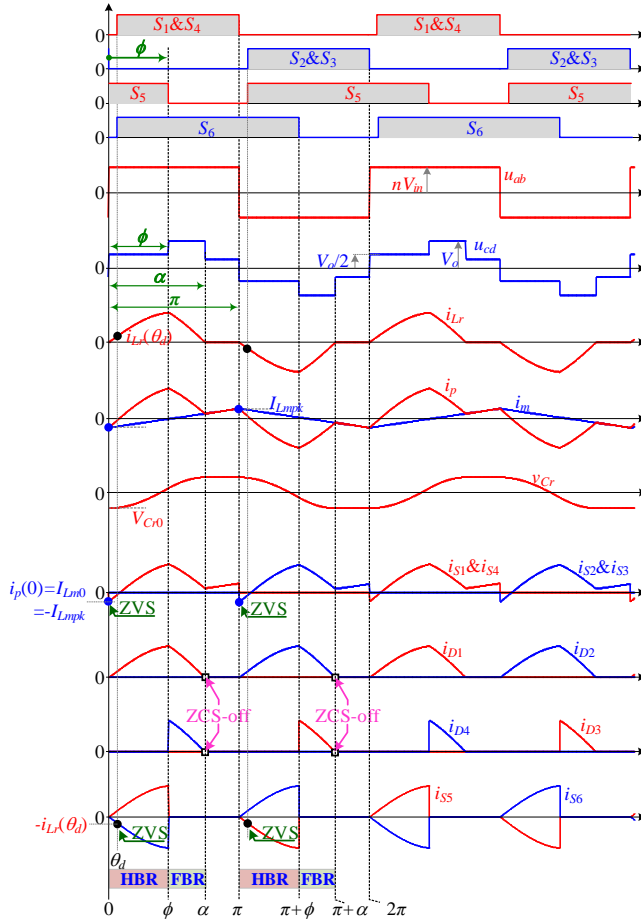 S1&S4 S1&S4
0
ϕ S2&S3 S2&S3
0
S5 S5 S5
0
S6 S6
0
nVin uab
0
ϕ Vo/2 Vo ucd
0
α
π
iLr(θd) iLr
0
ILmpk ip im
0
VCr0 vCr
0
ip(0)=ILm0 iS1&iS4 iS2&iS3
0
=-ILmpk ZVS ZVS
iD1 iD2
0
ZCS-off ZCS-off
iD4 iD3
0
iS5 iS6
0
-iLr(θd) ZVS ZVS
θd
HBR FBR HBR FBR
0 ϕ α π π+ϕ π+α 2π